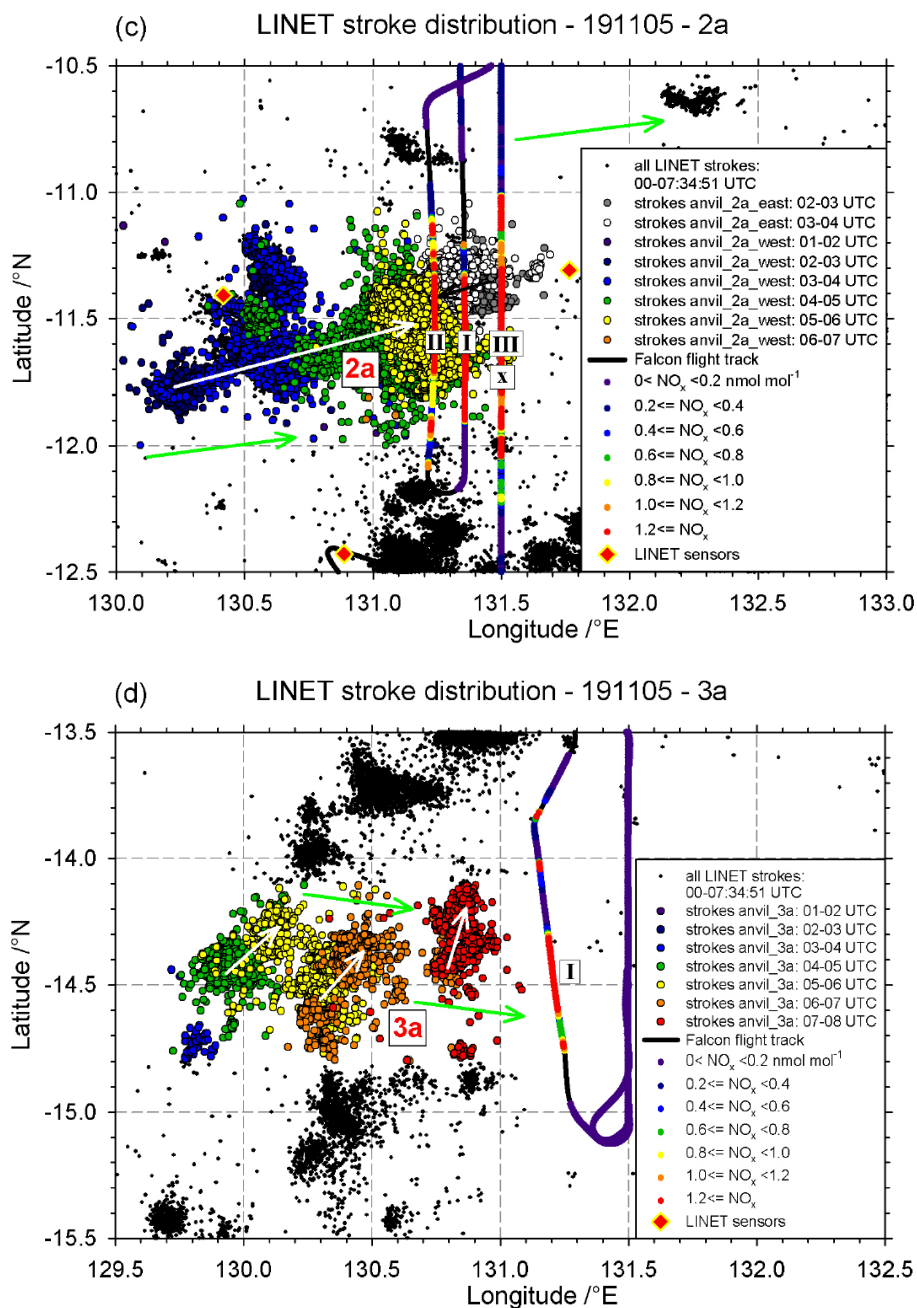 (c) LINET stroke distribution - 191105 - 2a
-10.5
-11.0
-11.5
-12.0
-12.5
Latitude /°N
all LINET strokes:
00-07:34:51 UTC
strokes anvil_2a_east: 02-03 UTC
strokes anvil_2a_east: 03-04 UTC
strokes anvil_2a_west: 01-02 UTC
strokes anvil_2a_west: 02-03 UTC
strokes anvil_2a_west: 03-04 UTC
strokes anvil_2a_west: 04-05 UTC
strokes anvil_2a_west: 05-06 UTC
strokes anvil_2a_west: 06-07 UTC
Falcon flight track
0< NOx <0.2 nmol mol-1
0.2<= NOx <0.4
0.4<= NOx <0.6
0.6<= NOx <0.8
0.8<= NOx <1.0
1.0<= NOx <1.2
1.2<= NOx
LINET sensors
II I III
x
2a
130.0 130.5 131.0 131.5 132.0 132.5 133.0
Longitude /°E
(d) LINET stroke distribution - 191105 - 3a
-13.5
-14.0
-14.5
-15.0
-15.5
Latitude /°N
all LINET strokes:
00-07:34:51 UTC
strokes anvil_3a: 01-02 UTC
strokes anvil_3a: 02-03 UTC
strokes anvil_3a: 03-04 UTC
strokes anvil_3a: 04-05 UTC
strokes anvil_3a: 05-06 UTC
strokes anvil_3a: 06-07 UTC
strokes anvil_3a: 07-08 UTC
Falcon flight track
0< NOx <0.2 nmol mol-1
0.2<= NOx <0.4
0.4<= NOx <0.6
0.6<= NOx <0.8
0.8<= NOx <1.0
1.0<= NOx <1.2
1.2<= NOx
LINET sensors
I
3a
129.5 130.0 130.5 131.0 131.5 132.0 132.5
Longitude /°E